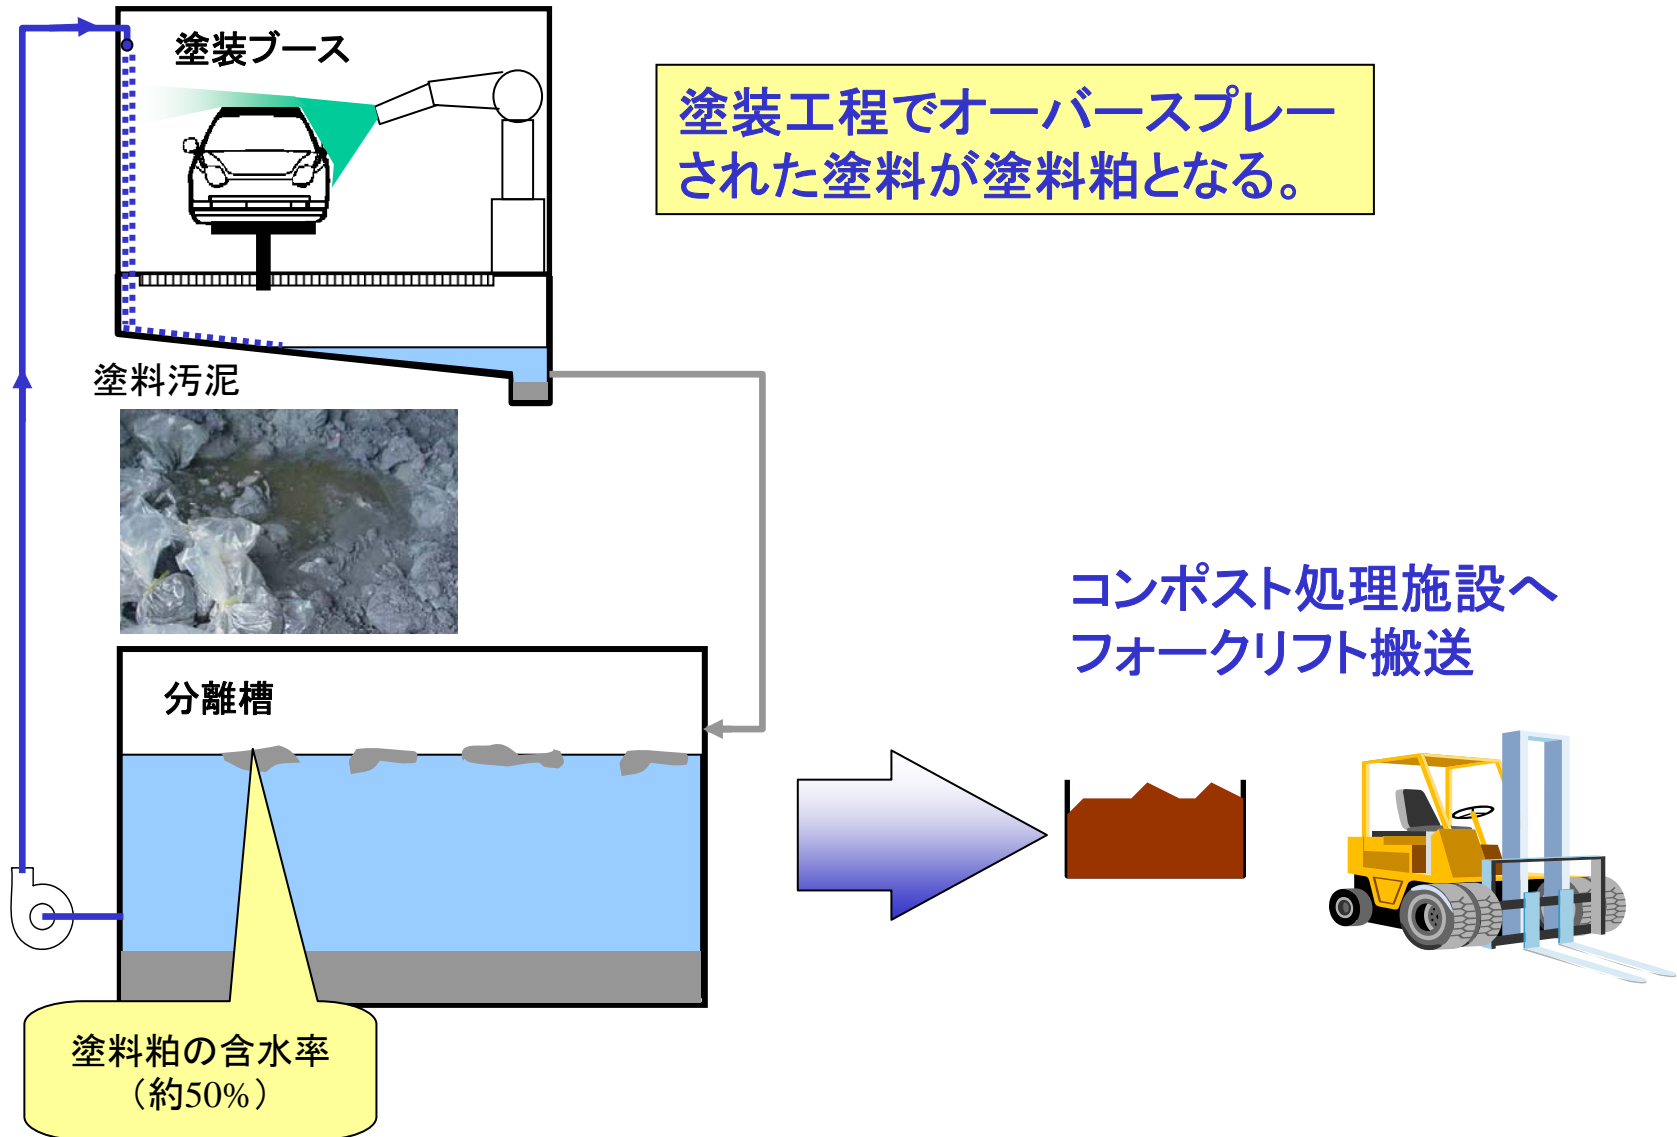 塗装ブース
塗装工程でオーバースプレー
された塗料が塗料粕となる。
塗料汚泥
コンポスト処理施設へ
フォークリフト搬送
分離槽
塗料粕の含水率
（約50%）